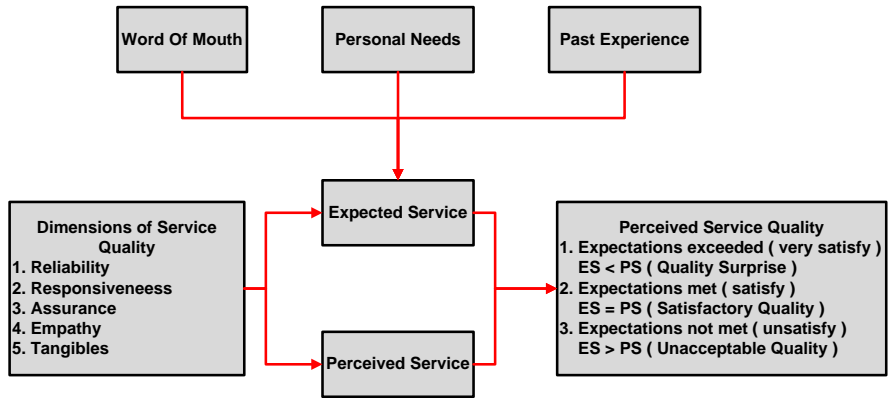 Word Of Mouth
Personal Needs
Past Experience
Expected Service
Dimensions of Service
Quality
1. Reliability
2. Responsiveneess
3. Assurance
4. Empathy
5. Tangibles
Perceived Service
Perceived Service Quality
1. Expectations exceeded ( very satisfy )
ES < PS ( Quality Surprise )
2. Expectations met ( satisfy )
ES = PS ( Satisfactory Quality )
3. Expectations not met ( unsatisfy )
ES > PS ( Unacceptable Quality )